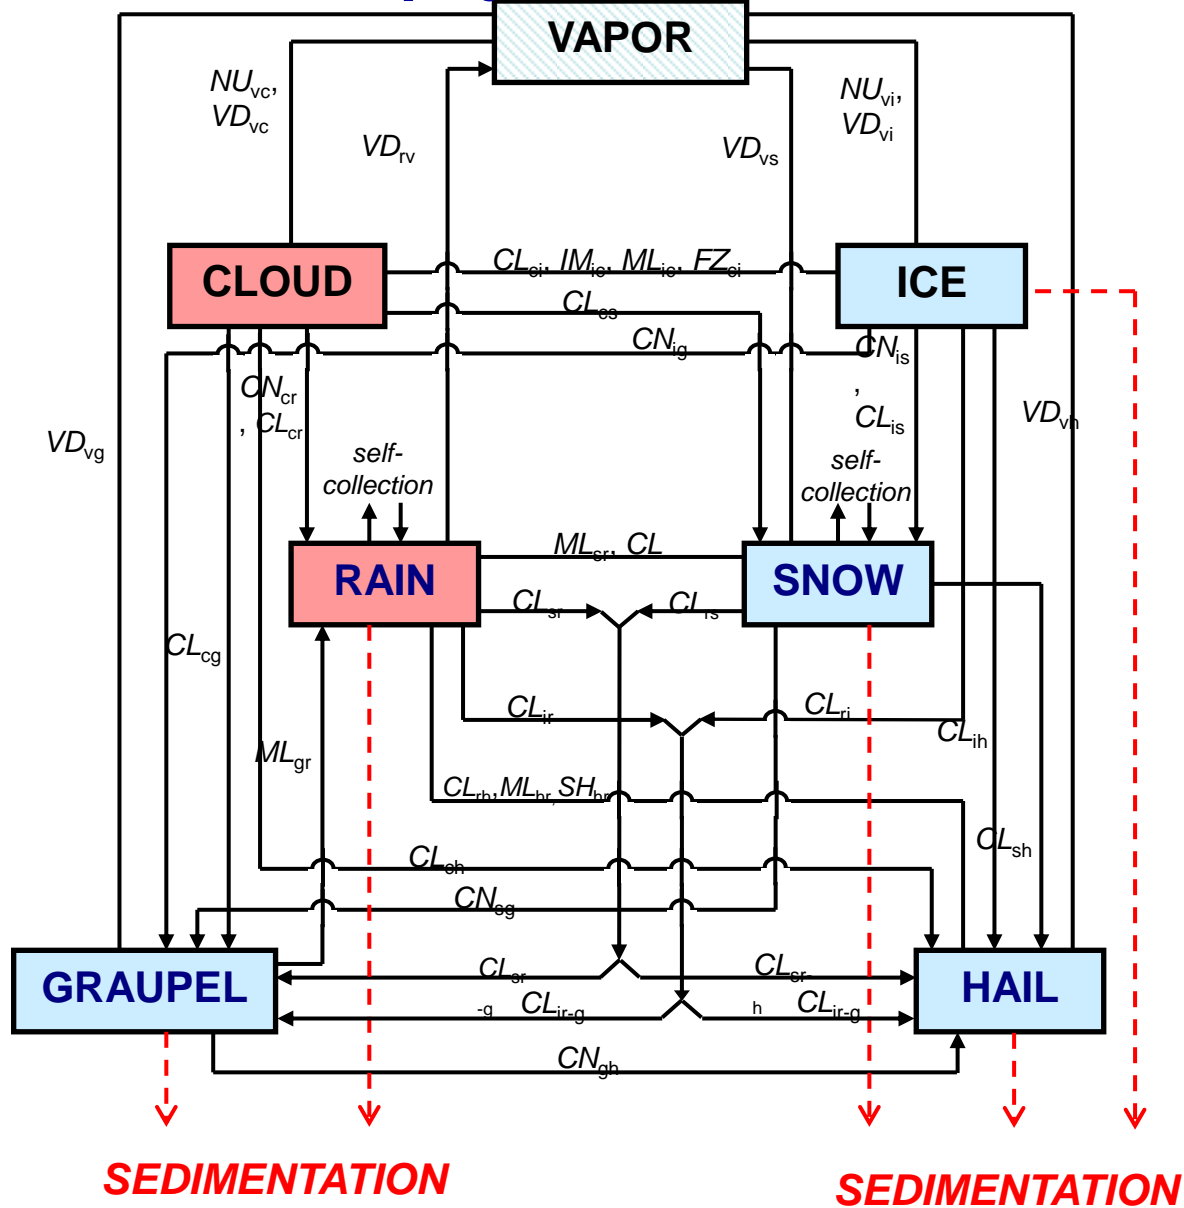 VAPOR
NUvc,
VDvc
NUvi,
VDvi
VDrv
VDvs
CLOUD
CLci, IMic, MLic, FZci
ICE
CLcs
CNig
CNis
,
CLis
CNcr
, CLcr
VDvg
VDvh
self-
collection
self-
collection
RAIN
MLsr, CL
SNOW
CLsr
CLrs
CLcg
CLir
CLri
CLih
MLgr
CLrh, MLhr, SHhr
CLch
CLsh
CNsg
GRAUPEL
CLsr
CLsr-
HAIL
-g CLir-g
h CLir-g
CNgh
SEDIMENTATION
SEDIMENTATION